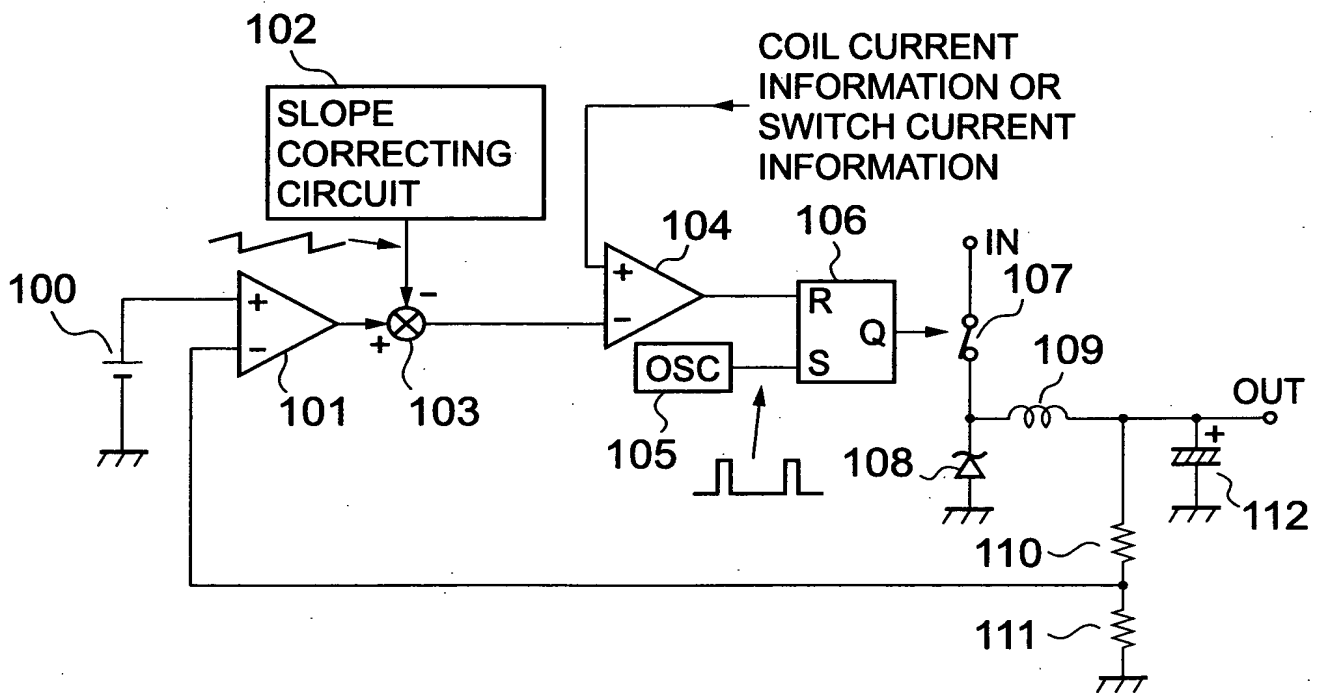 102
SLOPE
CORRECTING
CIRCUIT
COIL CURRENT
INFORMATION OR
SWITCH CURRENT
INFORMATION
100
+
−
101
−
+
103
104
+
−
OSC
105
106
R
S
Q
IN
107
108
109
OUT
+
112
110
111